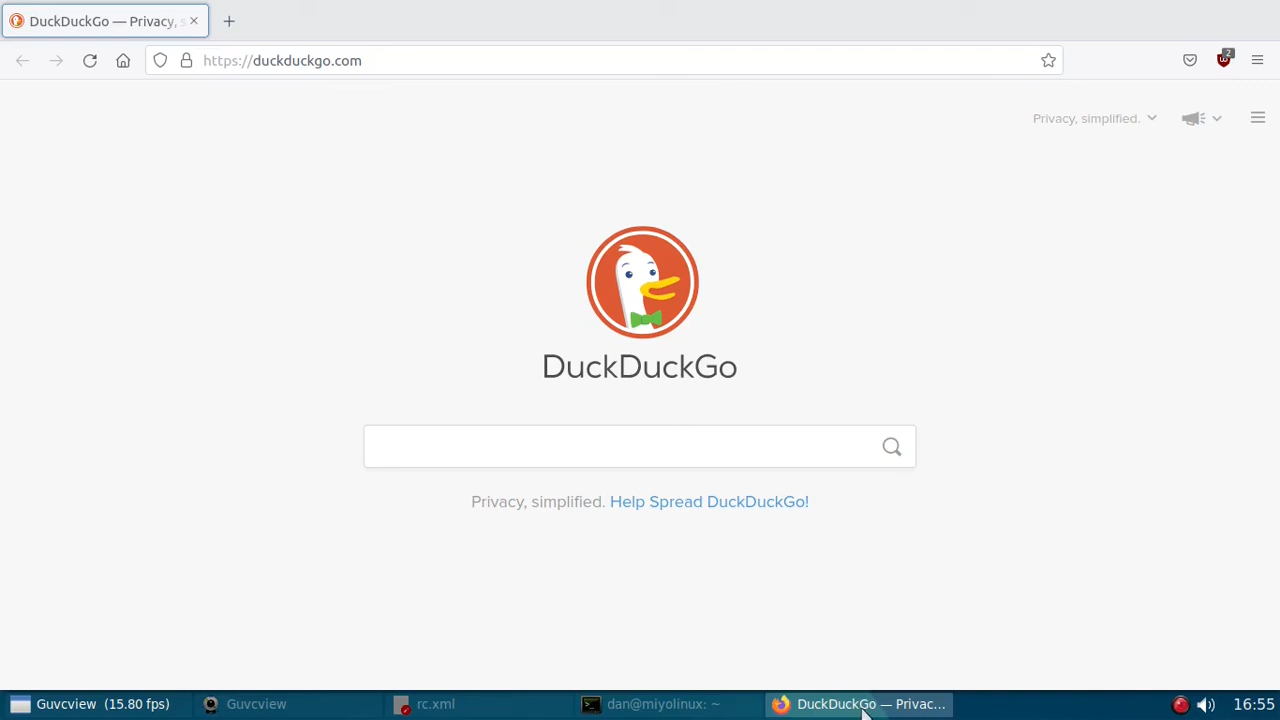 DuckDuckGo — Privacy, s
https://duckduckgo.com
2
Privacy, simplified.
DuckDuckGo
Privacy, simplified. Help Spread DuckDuckGo!
Guvcview (15.80 fps)
Guvcview
rc.xml
dan@miyolinux: ~
DuckDuckGo — Privac...
16:55